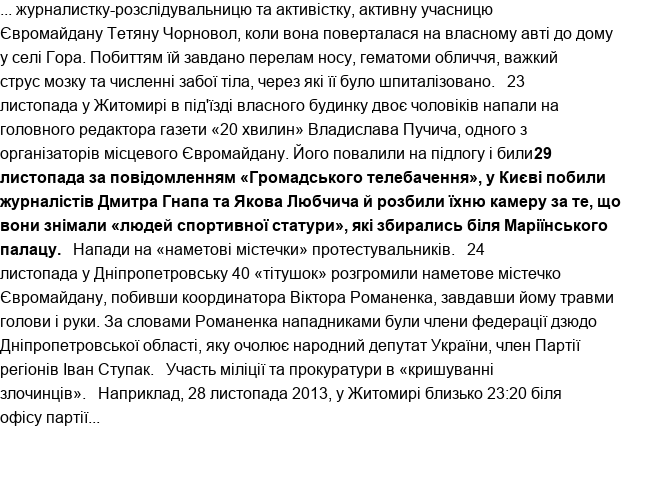 ... журналистку-розслідувальницю та активістку, активну учасницю
Євромайдану Тетяну Чорновол, коли вона поверталася на власному авті до дому
у селі Гора. Побиттям їй завдано перелам носу, гематоми обличчя, важкий
струс мозку та численні забої тіла, через які її було шпиталізовано.   23
листопада у Житомирі в під'їзді власного будинку двоє чоловіків напали на
головного редактора газети «20 хвилин» Владислава Пучича, одного з
організаторів місцевого Євромайдану. Його повалили на підлогу і били29
листопада за повідомленням «Громадського телебачення», у Києві побили
журналістів Дмитра Гнапа та Якова Любчича й розбили їхню камеру за те, що
вони знімали «людей спортивної статури», які збирались біля Маріїнського
палацу.   Напади на «наметові містечки» протестувальників.   24
листопада у Дніпропетровську 40 «тітушок» розгромили наметове містечко
Євромайдану, побивши координатора Віктора Романенка, завдавши йому травми
голови і руки. За словами Романенка нападниками були члени федерації дзюдо
Дніпропетровської області, яку очолює народний депутат України, член Партії
регіонів Іван Ступак.   Участь міліції та прокуратури в «кришуванні
злочинців».   Наприклад, 28 листопада 2013, у Житомирі близько 23:20 біля
офісу партії...